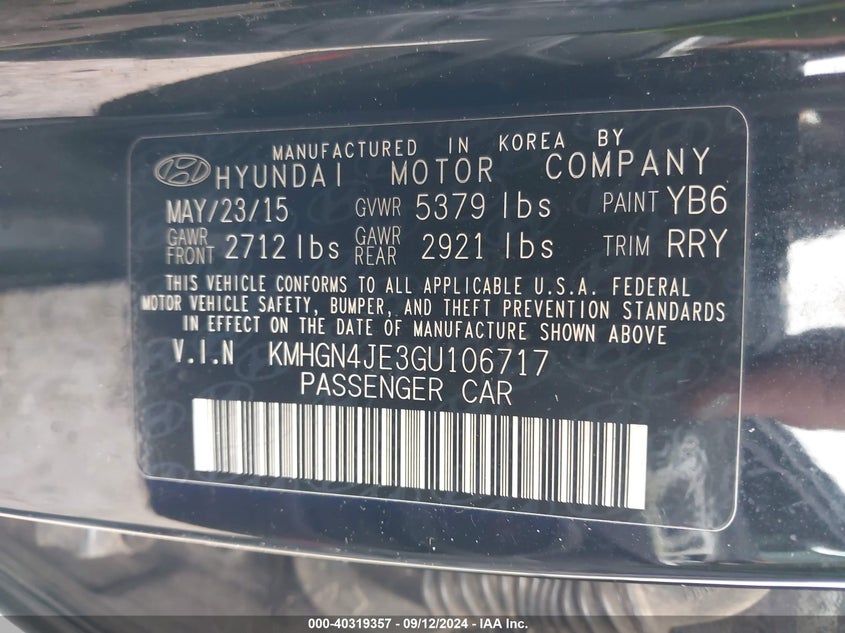 MANUFACTURED IN KOREA BY
HYUNDAI MOTOR COMPANY
MAY/23/15 GVWR 5379 lbs PAINT YB6
GAWR FRONT 2712 lbs GAWR REAR 2921 lbs TRIM RRY
THIS VEHICLE CONFORMS TO ALL APPLICABLE U.S.A. FEDERAL
MOTOR VEHICLE SAFETY, BUMPER, AND THEFT PREVENTION STANDARDS
IN EFFECT ON THE DATE OF MANUFACTURE SHOWN ABOVE
V.I.N KMHGN4JE3GU106717
PASSENGER CAR
000-40319357 - 09/12/2024 - IAA Inc.